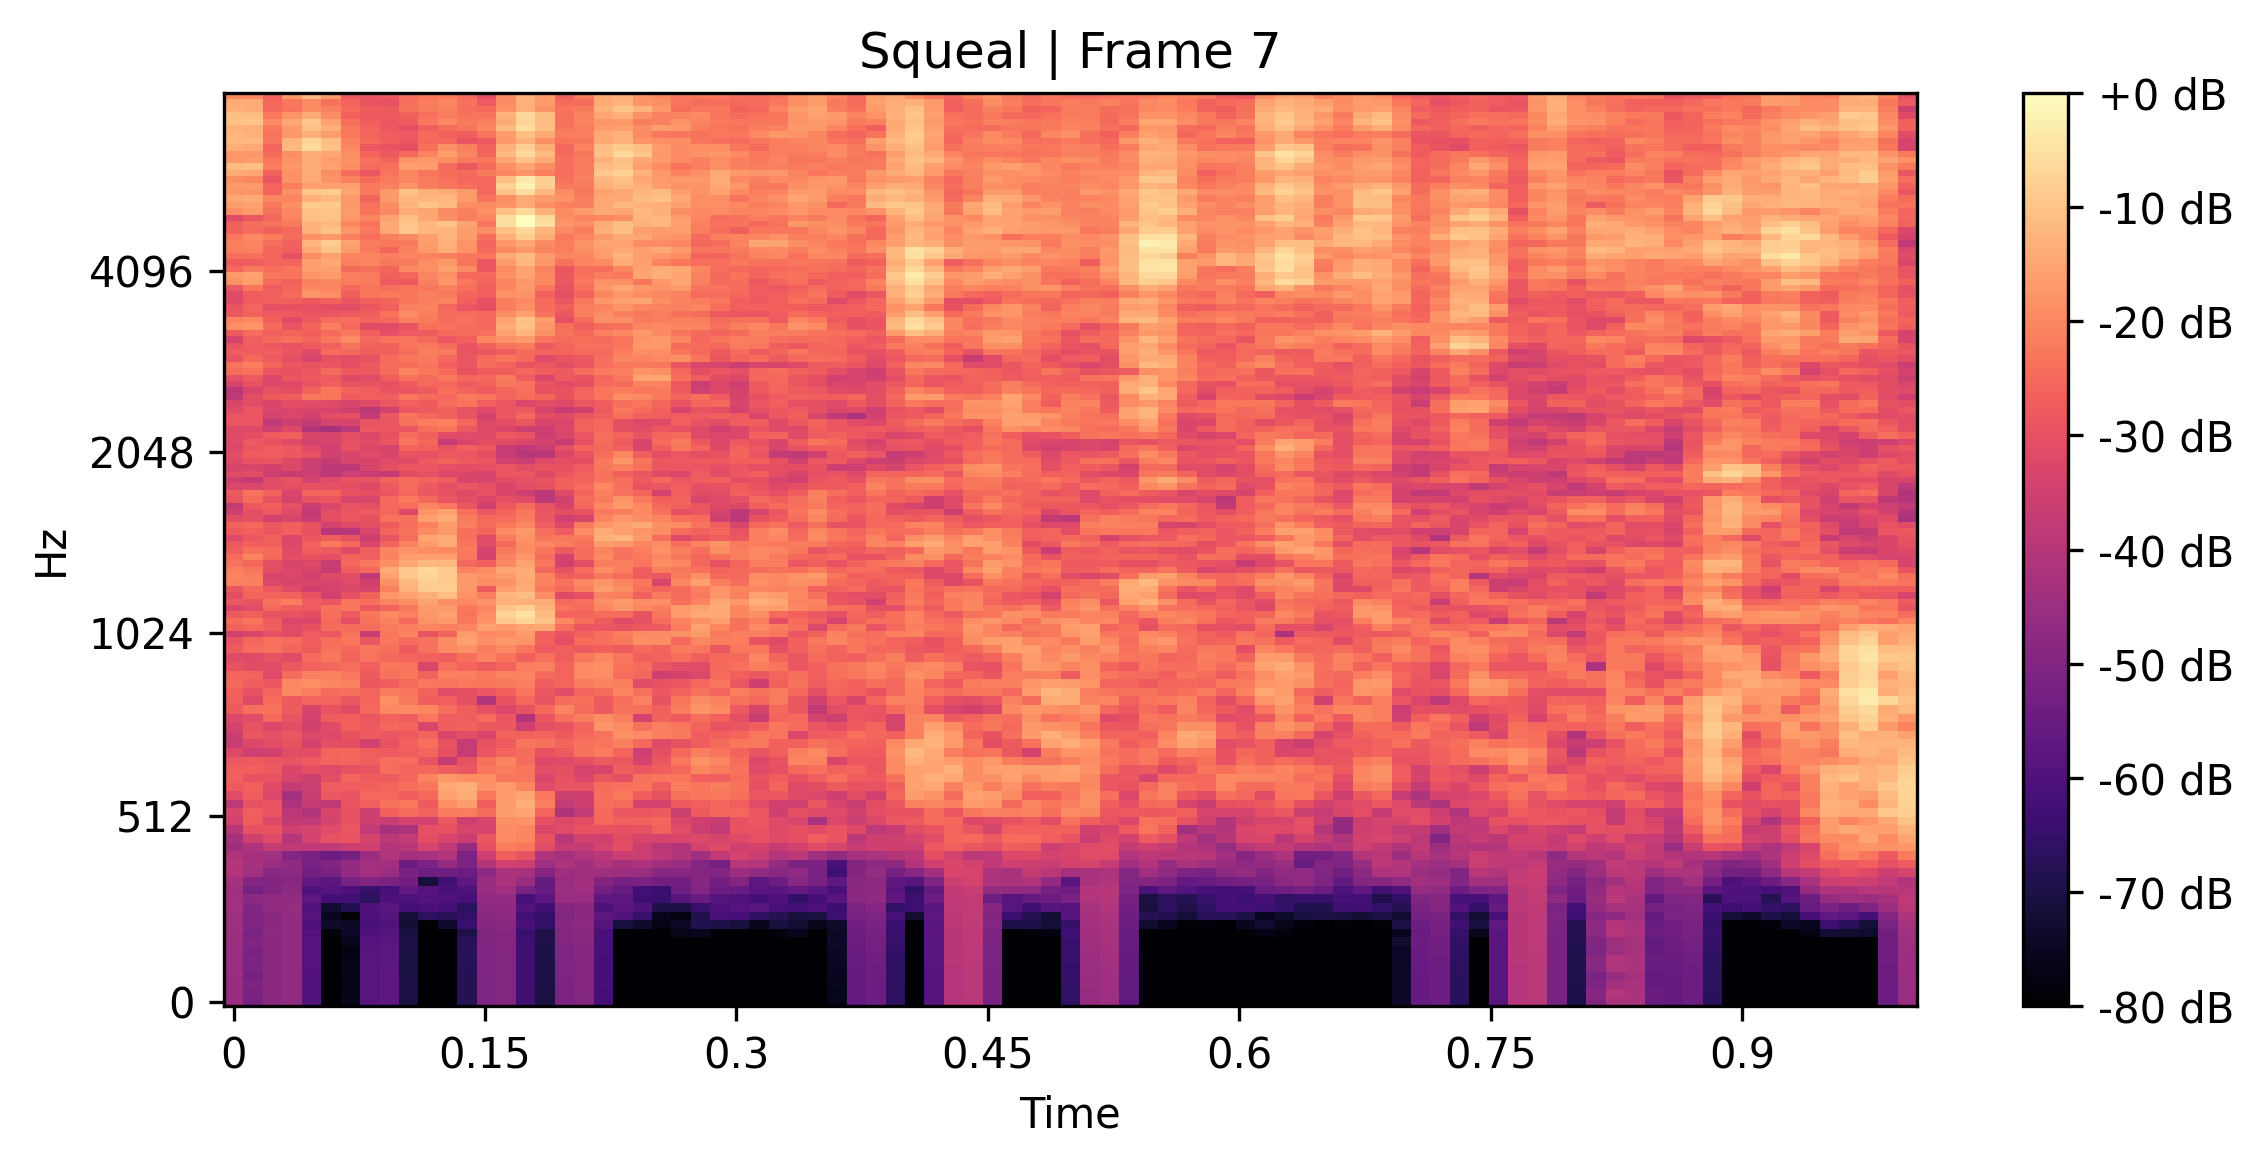 Squeal | Frame 7
Hz
4096
2048
1024
512
0
0 0.15 0.3 0.45 0.6 0.75 0.9
Time
+0 dB
-10 dB
-20 dB
-30 dB
-40 dB
-50 dB
-60 dB
-70 dB
-80 dB